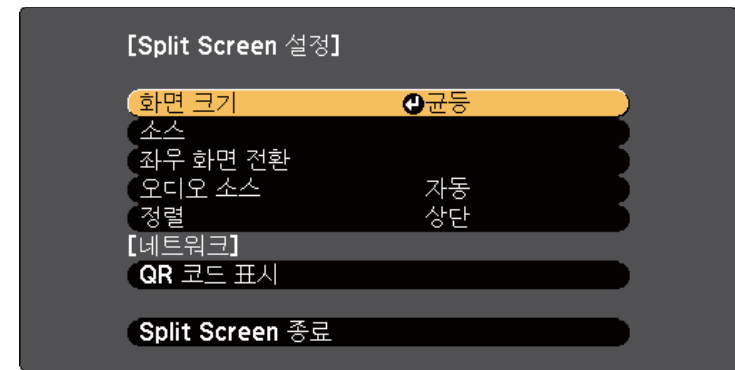 [Split Screen 설정]
화면 크기 균등
소스
좌우 화면 전환
오디오 소스 자동
정렬 상단
[네트워크]
QR 코드 표시
Split Screen 종료